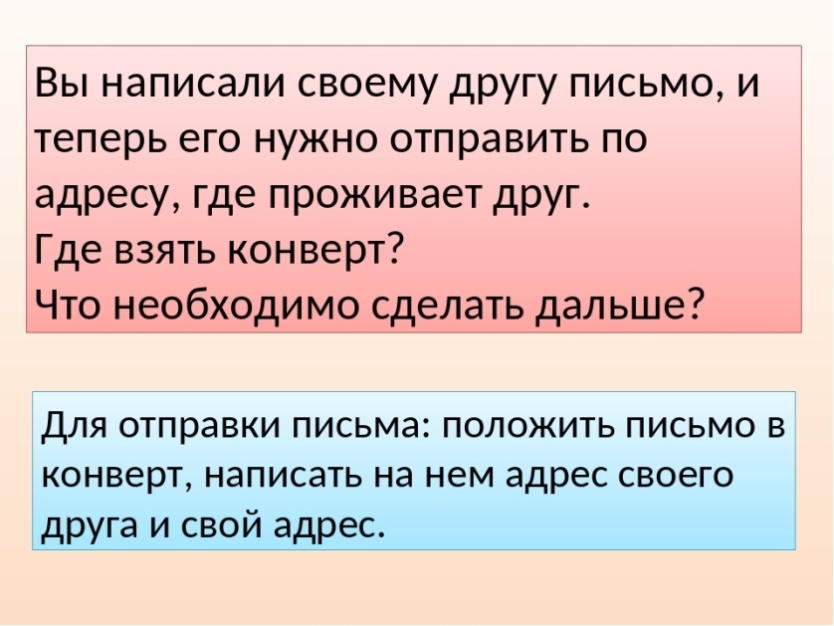 Вы написали своему другу письмо, и
теперь его нужно отправить по
адресу, где проживает друг.
Где взять конверт?
Что необходимо сделать дальше?
Для отправки письма: положить письмо в
конверт, написать на нем адрес своего
друга и свой адрес.